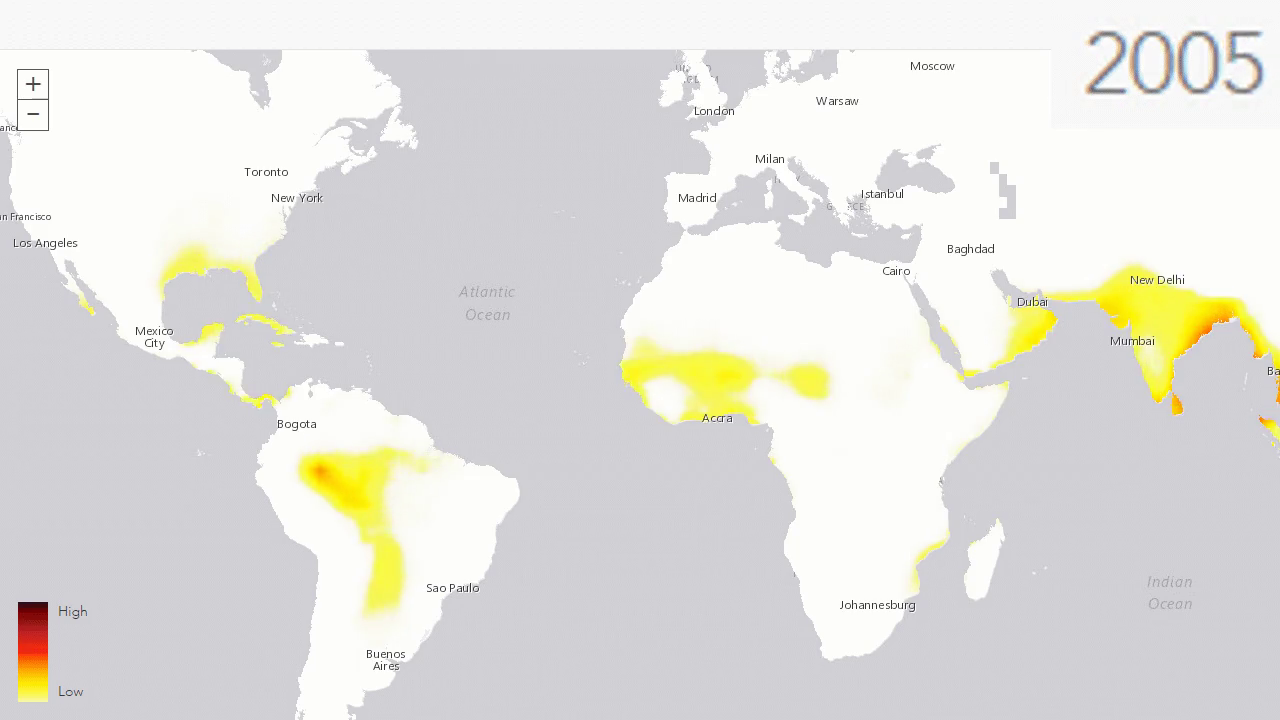 2005
+
−
Moscow
Warsaw
London
Toronto
New York
Milan
Madrid
Istanbul
n Francisco
Los Angeles
Baghdad
Cairo
New Delhi
Dubai
Atlantic
Ocean
Mexico
City
Mumbai
Ba
Accra
Bogota
Sao Paulo
Johannesburg
Indian
Ocean
Buenos
Aires
High
Low